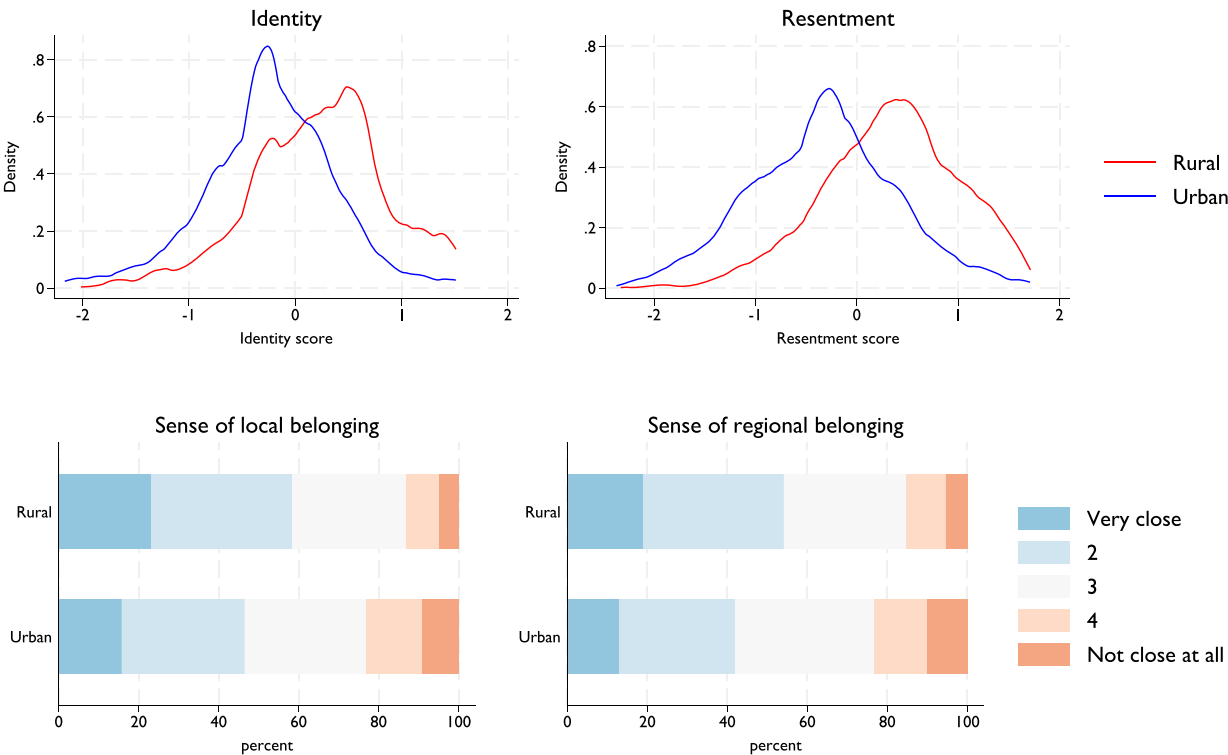 Identity
.8
.6
.4
.2
0
Density
-2 -1 0 1 2
Identity score
Resentment
.8
.6
.4
.2
0
Density
-2 -1 0 1 2
Resentment score
Rural
Urban
Sense of local belonging
Rural
Urban
0 20 40 60 80 100
percent
Sense of regional belonging
Rural
Urban
0 20 40 60 80 100
percent
Very close
2
3
4
Not close at all